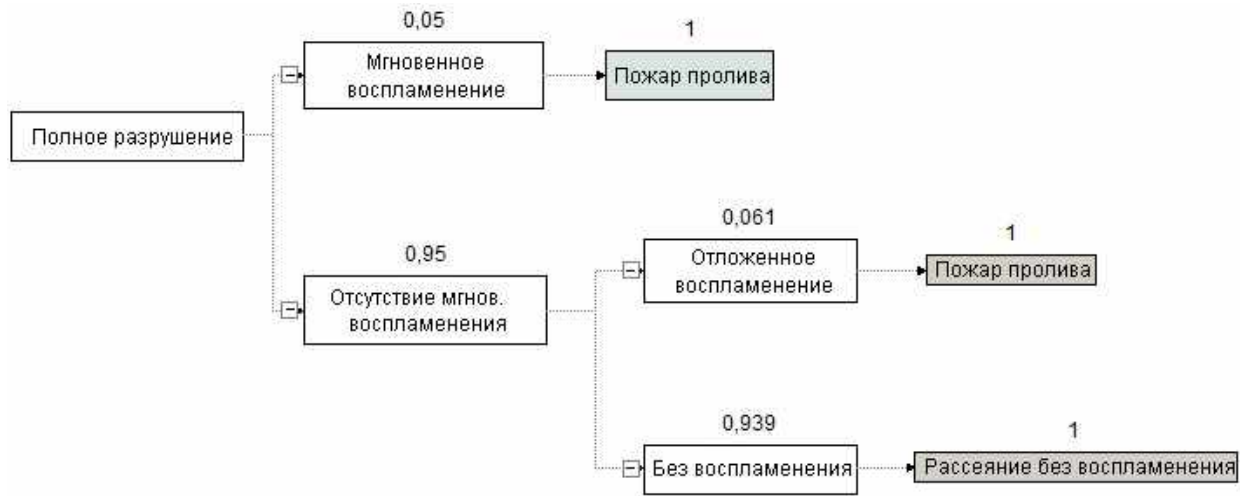 0,05
1
Мгновенное
воспламенение
Пожар пролива
Полное разрушение
0,95
Отсутствие мгнов.
воспламенения
0,061
1
Отложенное
воспламенение
Пожар пролива
0,939
1
Без воспламенения
Рассеяние без воспламенения